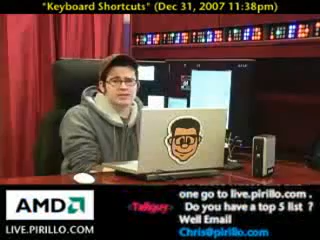 *Keyboard Shortcuts* (Dec 31, 2007 11:38pm)
AMD
LIVE.PIRILLO.COM
one go to live.pirillo.com .
<Talkguy> Do you have a top 5 list ?
Well Email
Chris@pirillo.com